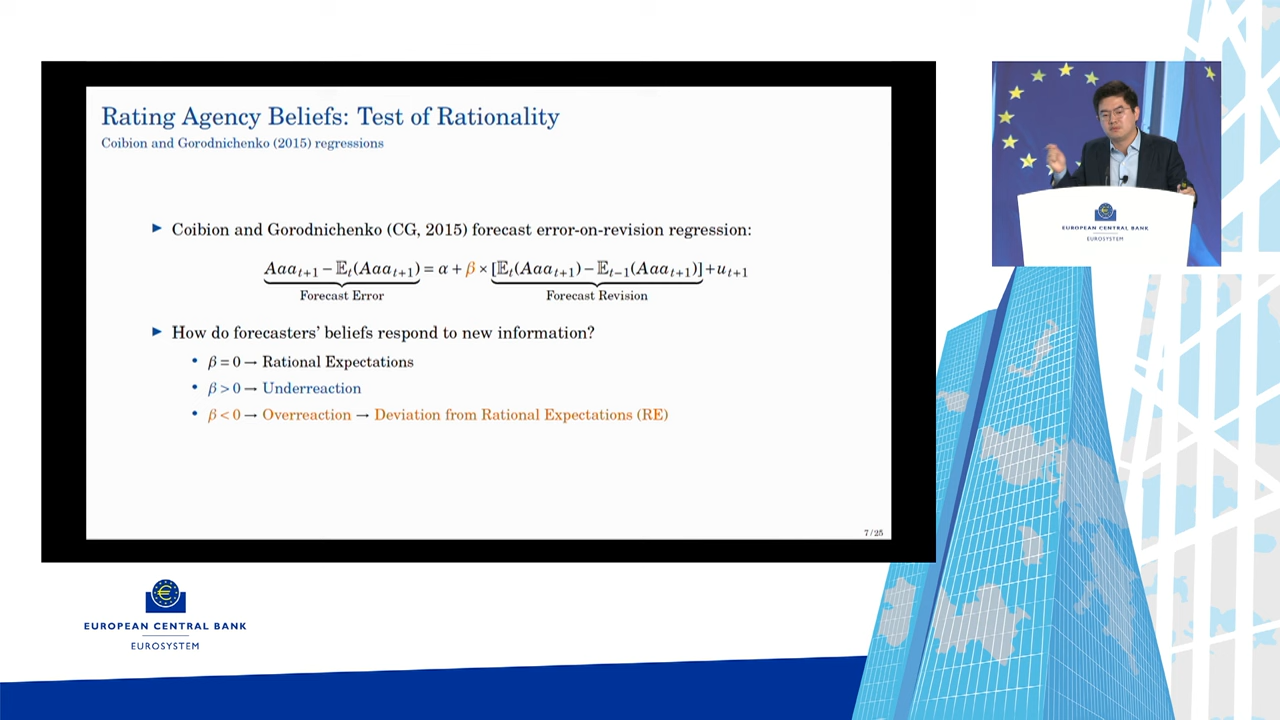 Rating Agency Beliefs: Test of Rationality
Coibion and Gorodnichenko (2015) regressions
► Coibion and Gorodnichenko (CG, 2015) forecast error-on-revision regression:
Aaa_{t+1} − 𝔼_t(Aaa_{t+1}) = α + β × [𝔼_t(Aaa_{t+1}) − 𝔼_{t−1}(Aaa_{t+1})] + u_{t+1}
Forecast Error Forecast Revision
► How do forecasters' beliefs respond to new information?
• β = 0 → Rational Expectations
• β > 0 → Underreaction
• β < 0 → Overreaction → Deviation from Rational Expectations (RE)
7 / 25
EUROPEAN CENTRAL BANK
EUROSYSTEM
EUROPEAN CENTRAL BANK
EUROSYSTEM